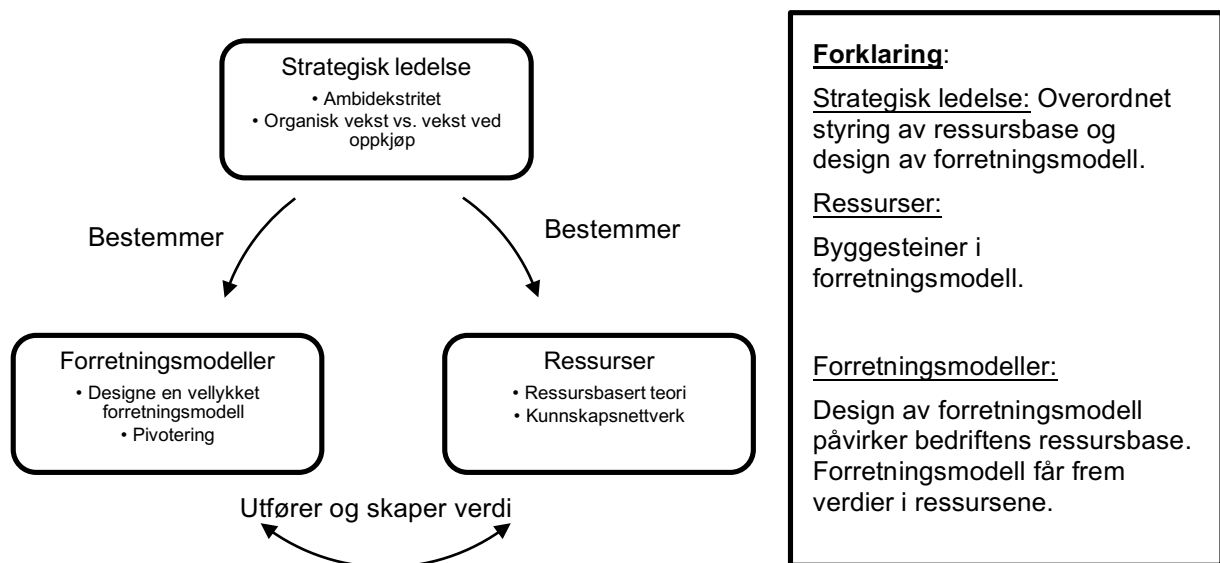 Strategisk ledelse
• Ambidekstritet
• Organisk vekst vs. vekst ved
oppkjøp
Bestemmer
Bestemmer
Forretningsmodeller
• Designe en vellykket
forretningsmodell
• Pivotering
Ressurser
• Ressursbasert teori
• Kunnskapsnettverk
Utfører og skaper verdi
Forklaring:
Strategisk ledelse: Overordnet
styring av ressursbase og
design av forretningsmodell.
Ressurser:
Byggesteiner i
forretningsmodell.
Forretningsmodeller:
Design av forretningsmodell
påvirker bedriftens ressursbase.
Forretningsmodell får frem
verdier i ressursene.